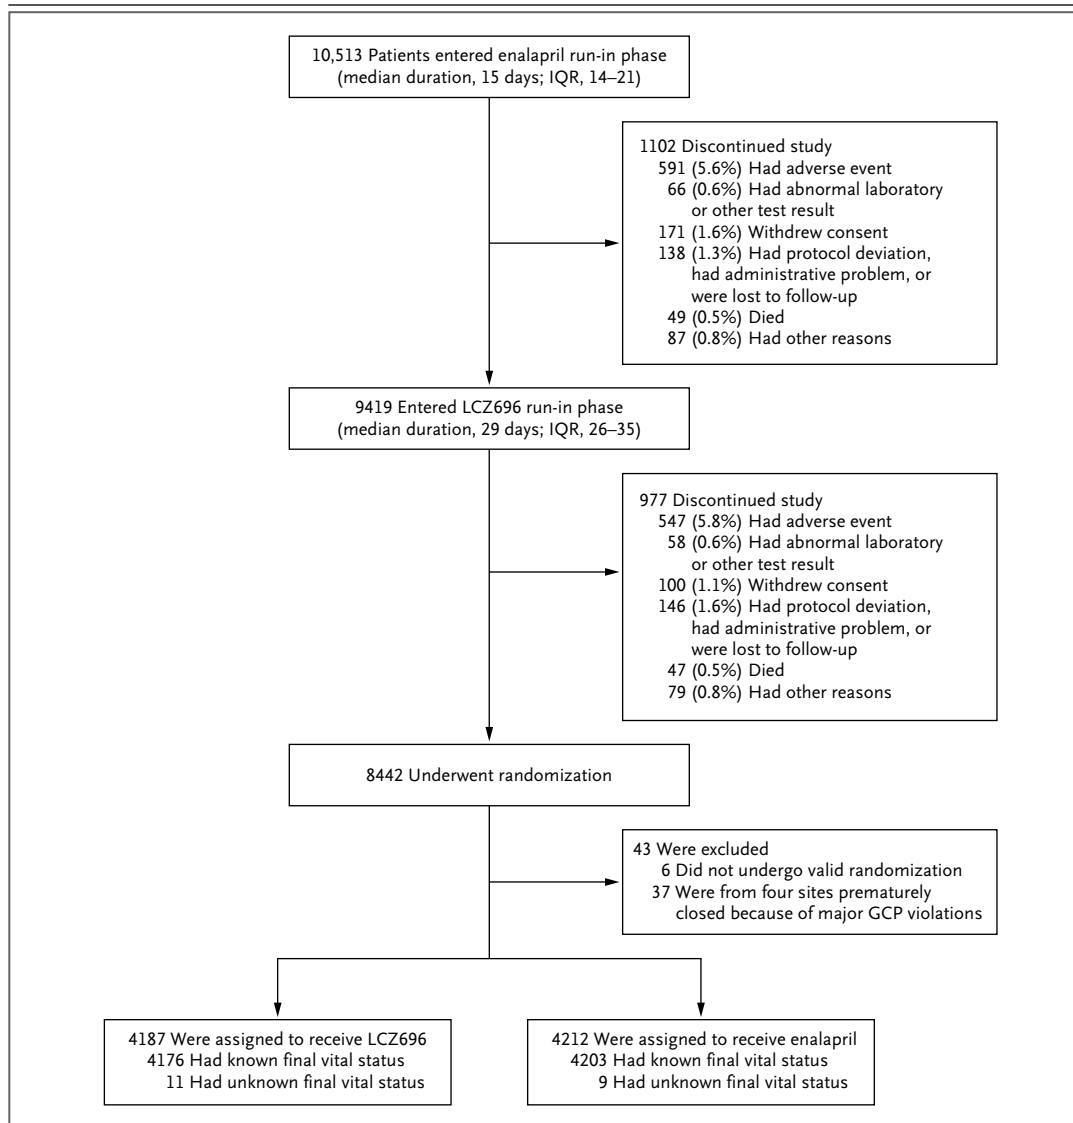 10,513 Patients entered enalapril run-in phase
(median duration, 15 days; IQR, 14–21)
1102 Discontinued study
591 (5.6%) Had adverse event
66 (0.6%) Had abnormal laboratory
or other test result
171 (1.6%) Withdrew consent
138 (1.3%) Had protocol deviation,
had administrative problem, or
were lost to follow-up
49 (0.5%) Died
87 (0.8%) Had other reasons
9419 Entered LCZ696 run-in phase
(median duration, 29 days; IQR, 26–35)
977 Discontinued study
547 (5.8%) Had adverse event
58 (0.6%) Had abnormal laboratory
or other test result
100 (1.1%) Withdrew consent
146 (1.6%) Had protocol deviation,
had administrative problem, or
were lost to follow-up
47 (0.5%) Died
79 (0.8%) Had other reasons
8442 Underwent randomization
43 Were excluded
6 Did not undergo valid randomization
37 Were from four sites prematurely
closed because of major GCP violations
4187 Were assigned to receive LCZ696
4176 Had known final vital status
11 Had unknown final vital status
4212 Were assigned to receive enalapril
4203 Had known final vital status
9 Had unknown final vital status